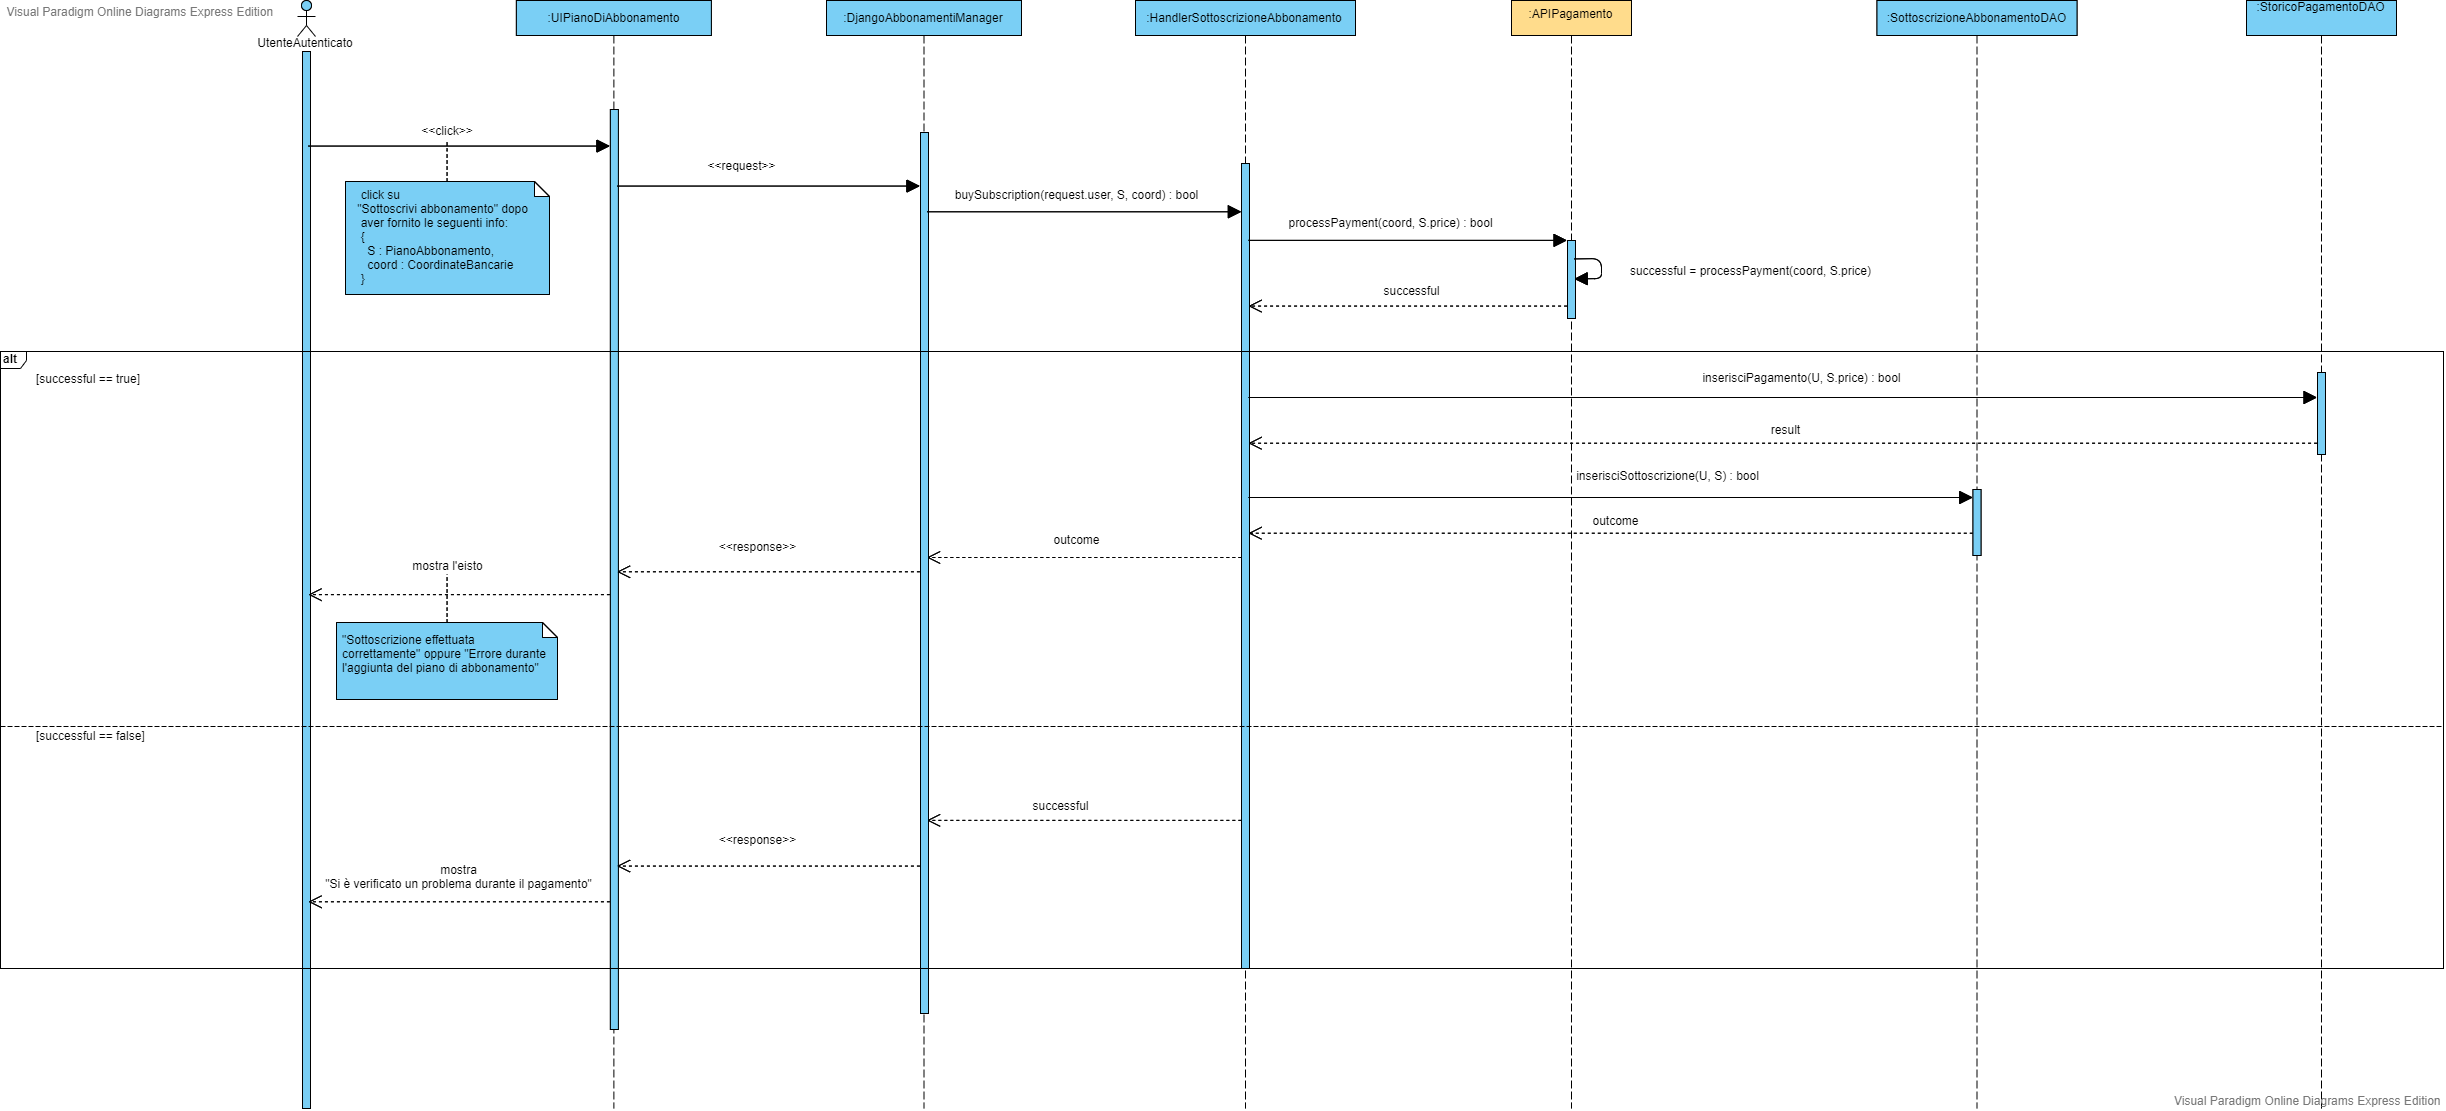 Visual Paradigm Online Diagrams Express Edition
UtenteAutenticato
:UIPianoDiAbbonamento
:DjangoAbbonamentiManager
:HandlerSottoscrizioneAbbonamento
:APIPagamento
:SottoscrizioneAbbonamentoDAO
:StoricoPagamentoDAO
<<click>>
click su
"Sottoscrivi abbonamento" dopo
aver fornito le seguenti info:
{
S : PianoAbbonamento,
coord : CoordinateBancarie
}
<<request>>
buySubscription(request.user, S, coord) : bool
processPayment(coord, S.price) : bool
successful = processPayment(coord, S.price)
successful
alt
[successful == true]
inserisciPagamento(U, S.price) : bool
result
inserisciSottoscrizione(U, S) : bool
outcome
outcome
<<response>>
mostra l'eisto
"Sottoscrizione effettuata
correttamente" oppure "Errore durante
l'aggiunta del piano di abbonamento"
[successful == false]
successful
<<response>>
mostra
"Si è verificato un problema durante il pagamento"
Visual Paradigm Online Diagrams Express Edition